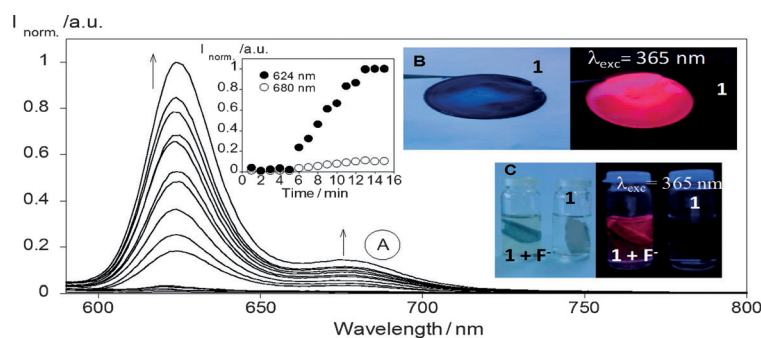 I norm. /a.u.
1
0.8
0.6
0.4
0.2
0
600
650
700
750
800
Wavelength / nm
A
I norm. /a.u.
1
0.8
0.6
0.4
0.2
0
● 624 nm
○ 680 nm
0 2 4 6 8 10 12 14 16
Time / min
B
1
λexc= 365 nm
1
C
1
1 + F-
λexc= 365 nm
1
1 + F-